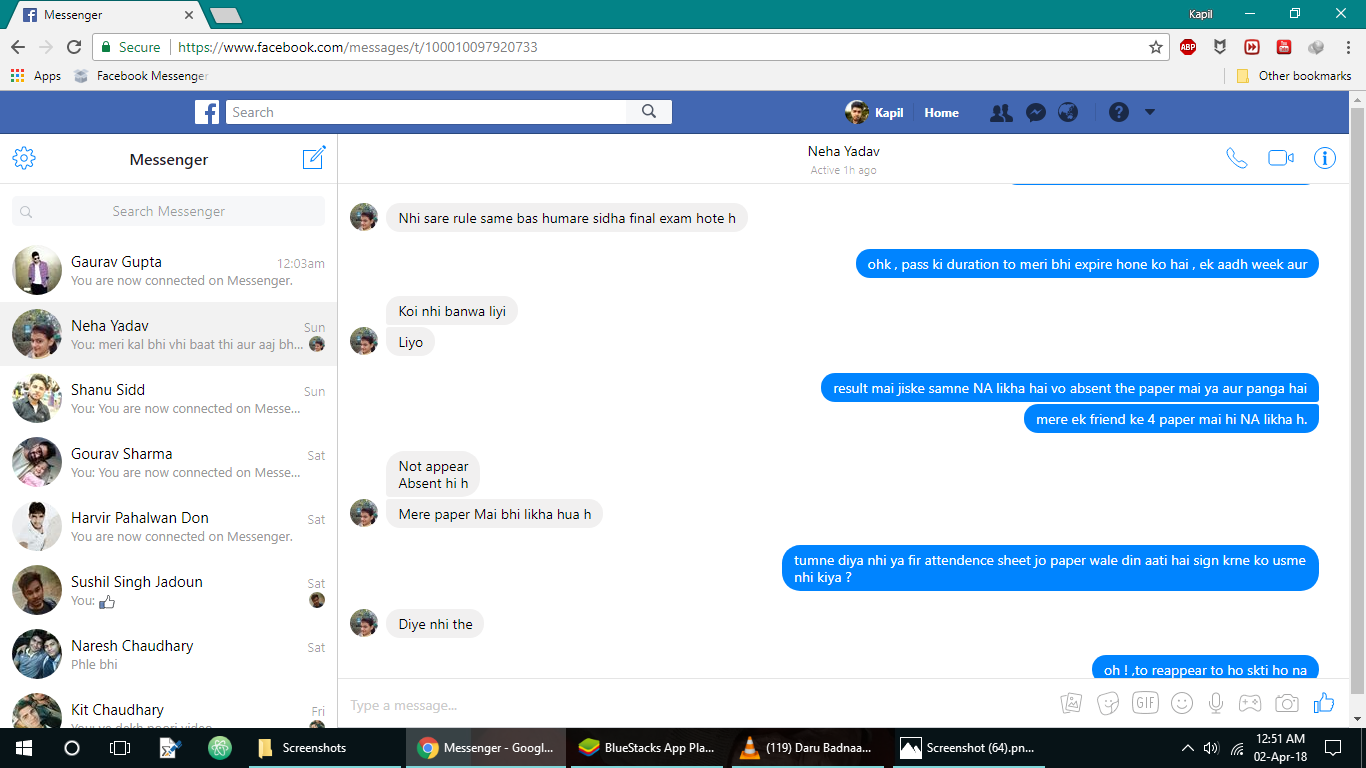 Messenger
Kapil
Secure
https://www.facebook.com/messages/t/100010097920733
ABP
Apps
Facebook Messenger
Other bookmarks
Search
Kapil
Home
Messenger
Search Messenger
Gaurav Gupta
12:03am
You are now connected on Messenger.
Neha Yadav
Sun
You: meri kal bhi vhi baat thi aur aaj bh...
Shanu Sidd
Sun
You: You are now connected on Messe...
Gourav Sharma
Sat
You: You are now connected on Messe...
Harvir Pahalwan Don
Sat
You are now connected on Messenger.
Sushil Singh Jadoun
Sat
You:
Naresh Chaudhary
Sat
Phle bhi
Kit Chaudhary
Fri
You: ye dekh poori video
Neha Yadav
Active 1h ago
Nhi sare rule same bas humare sidha final exam hote h
ohk , pass ki duration to meri bhi expire hone ko hai , ek aadh week aur
Koi nhi banwa liyi
Liyo
result mai jiske samne NA likha hai vo absent the paper mai ya aur panga hai
mere ek friend ke 4 paper mai hi NA likha h.
Not appear
Absent hi h
Mere paper Mai bhi likha hua h
tumne diya nhi ya fir attendence sheet jo paper wale din aati hai sign krne ko usme
nhi kiya ?
Diye nhi the
oh ! ,to reappear to ho skti ho na
Type a message...
GIF
Screenshots
Messenger - Googl...
BlueStacks App Pla...
(119) Daru Badnaa...
Screenshot (64).pn...
12:51 AM
02-Apr-18